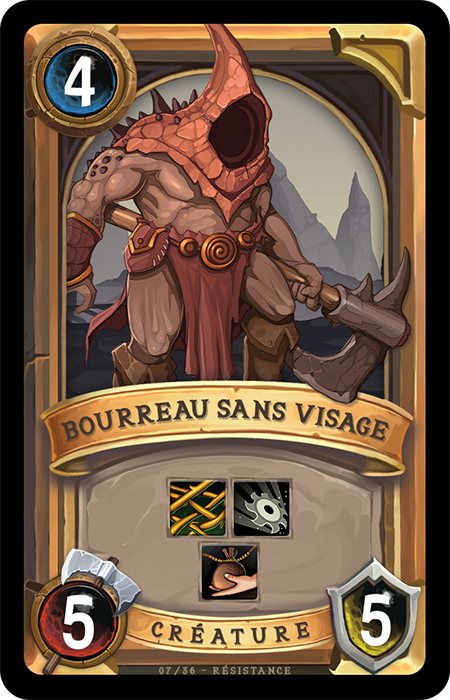 4
BOURREAU SANS VISAGE
5
CRÉATURE
5
07/36 – RÉSISTANCE